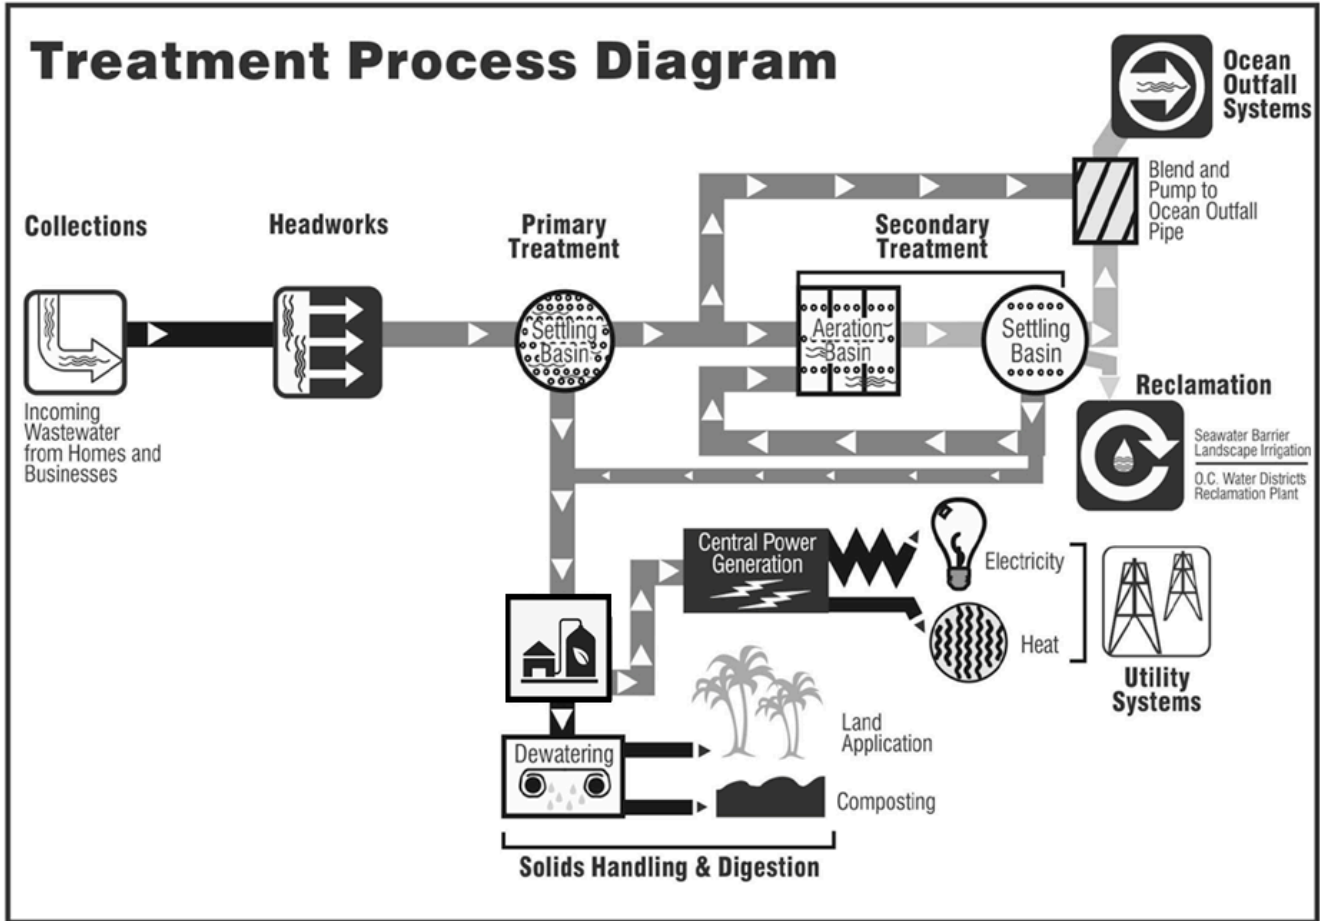 Treatment Process Diagram
Ocean
Outfall
Systems
Blend and
Pump to
Ocean Outfall
Pipe
Collections
Headworks
Primary
Treatment
Secondary
Treatment
Settling
Basin
Aeration
Basin
Settling
Basin
Incoming
Wastewater
from Homes and
Businesses
Reclamation
Seawater Barrier
Landscape Irrigation
O.C. Water Districts
Reclamation Plant
Central Power
Generation
Electricity
Heat
Utility
Systems
Dewatering
Land
Application
Composting
Solids Handling & Digestion